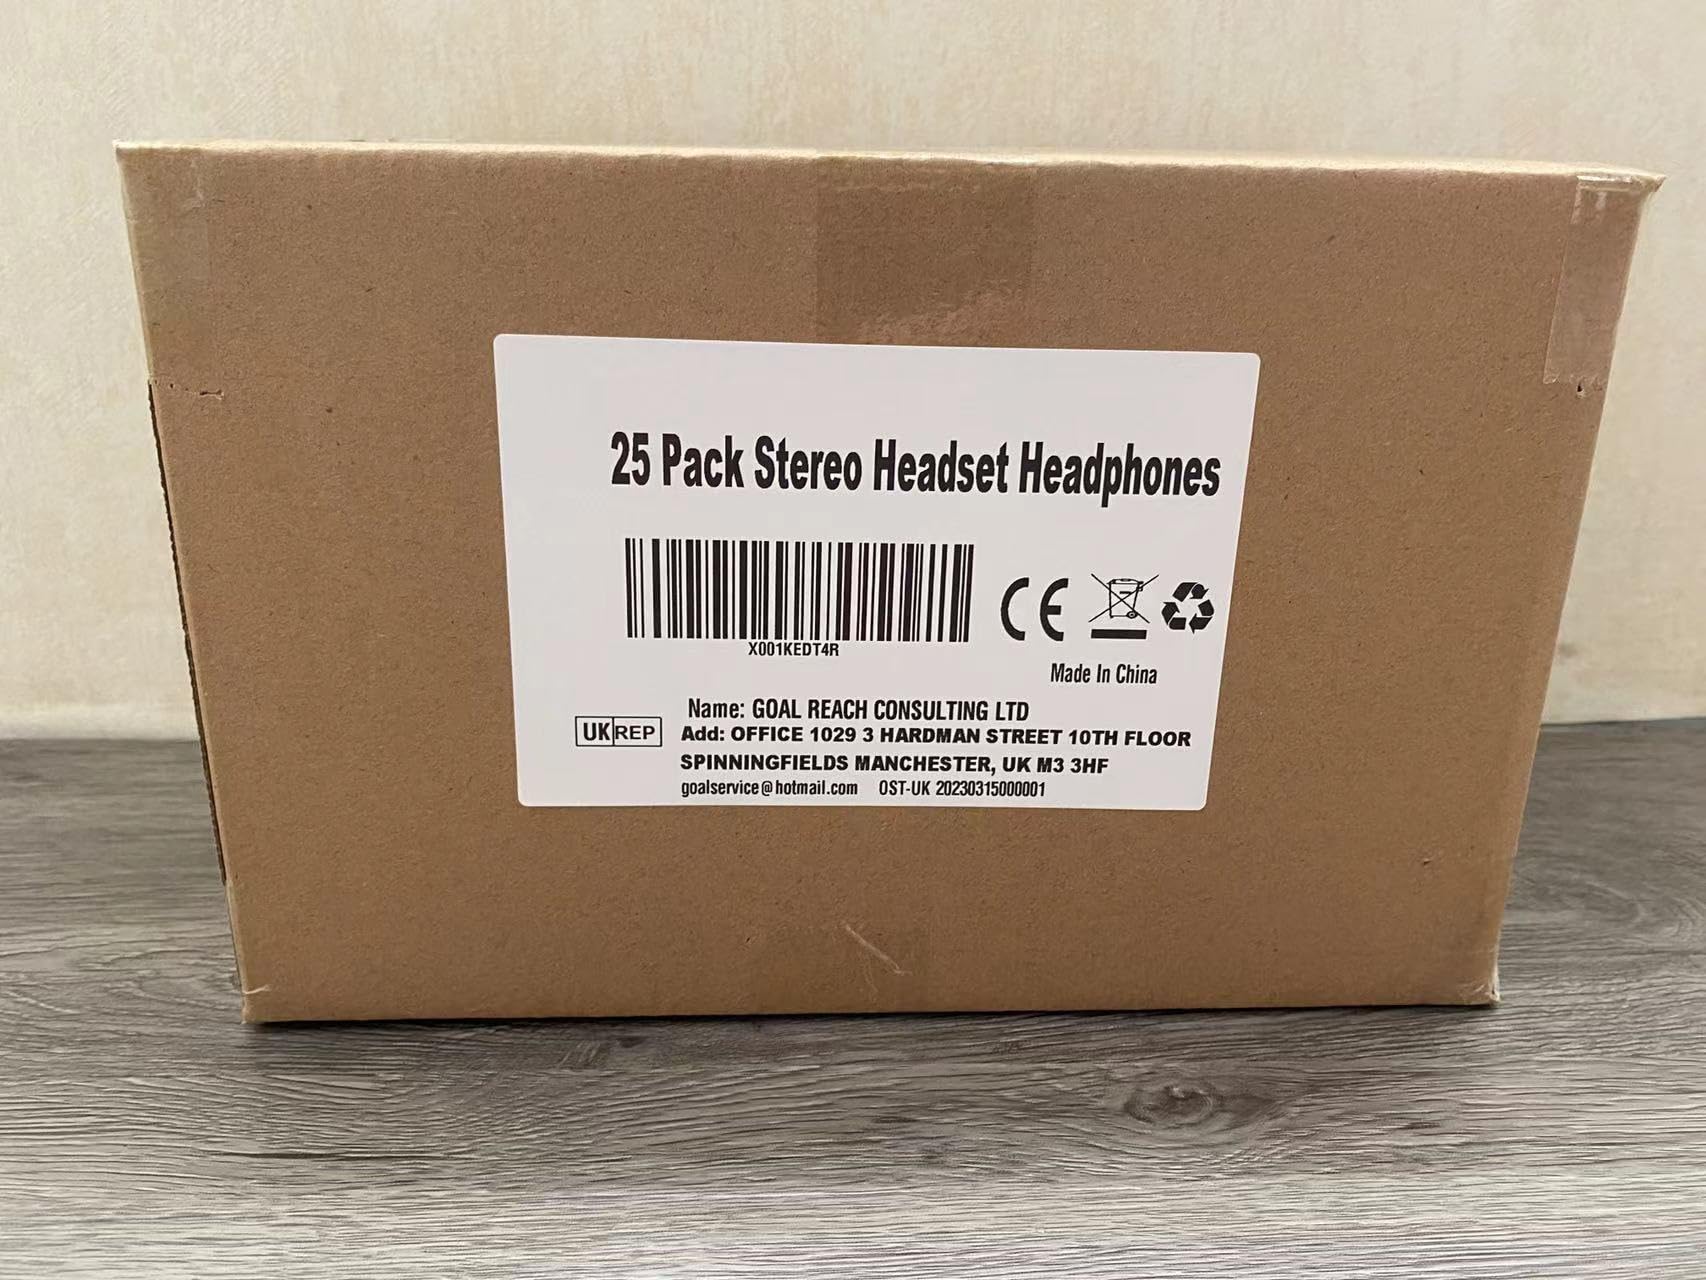 25 Pack Stereo Headset Headphones
X001KEDT4R
CE
Made In China
UK REP
Name: GOAL REACH CONSULTING LTD
Add: OFFICE 1029 3 HARDMAN STREET 10TH FLOOR
SPINNINGFIELDS MANCHESTER, UK M3 3HF
goalservice@hotmail.com OST-UK 20230315000001